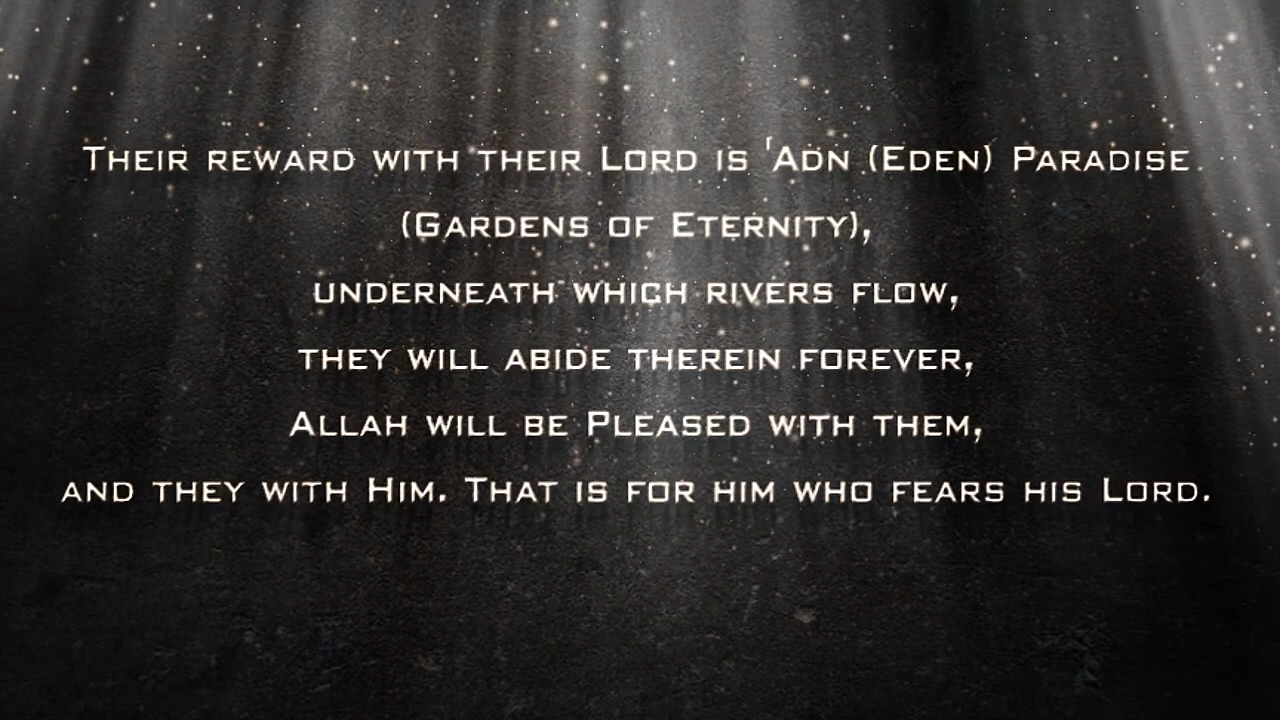 Their reward with their Lord is 'Adn (Eden) Paradise
(Gardens of Eternity),
underneath which rivers flow,
they will abide therein forever,
Allah will be Pleased with them,
and they with Him. That is for him who fears his Lord.